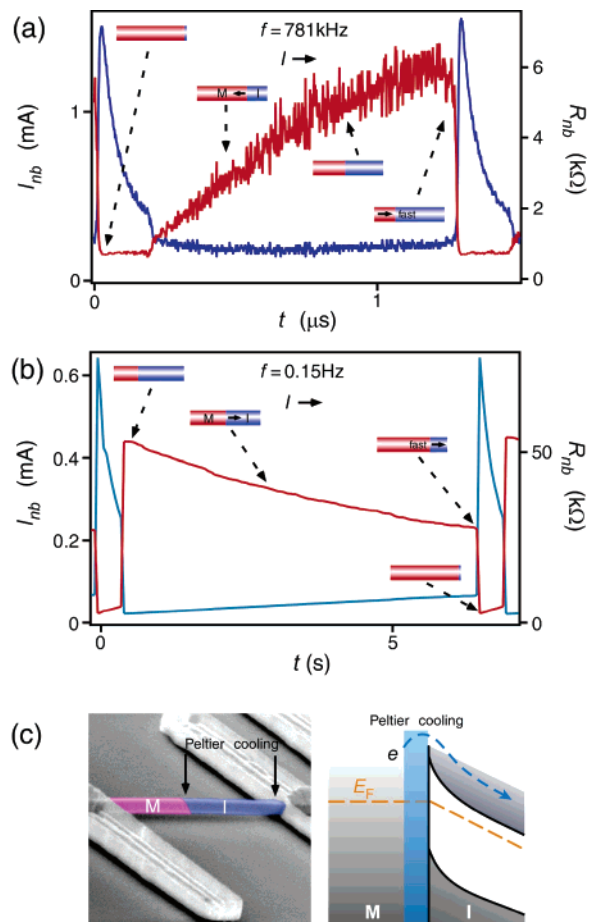 (a)
f = 781kHz
I
M I
fast
I_nb (mA)
1
0
R_nb (kΩ)
6
4
2
0
0 1
t (μs)
(b)
f = 0.15Hz
I
M I
fast
I_nb (mA)
0.6
0.4
0.2
0
R_nb (kΩ)
50
0
0 5
t (s)
(c)
Peltier cooling
M I
Peltier cooling
e
E_F
M I